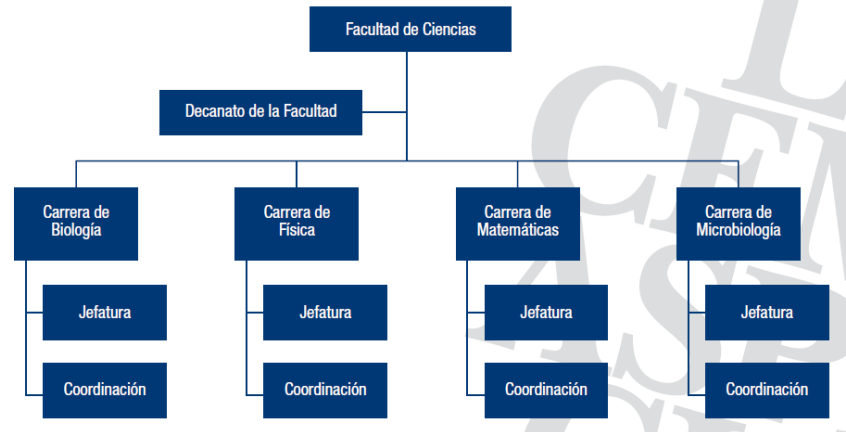 Facultad de Ciencias
Decanato de la Facultad
Carrera de
Biología
Carrera de
Física
Carrera de
Matemáticas
Carrera de
Microbiología
Jefatura
Jefatura
Jefatura
Jefatura
Coordinación
Coordinación
Coordinación
Coordinación